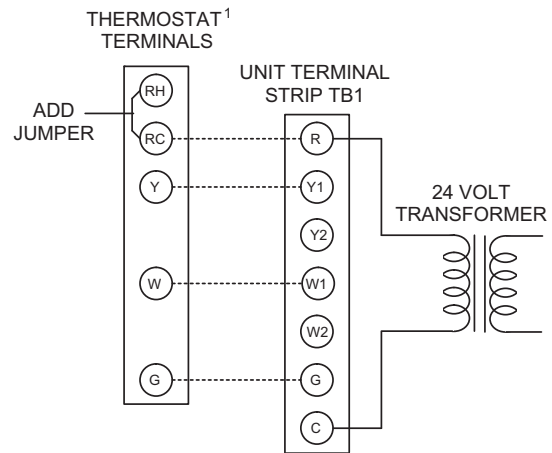 THERMOSTAT¹
TERMINALS
UNIT TERMINAL
STRIP TB1
ADD
JUMPER
24 VOLT
TRANSFORMER
RH
RC
Y
W
G
R
Y1
Y2
W1
W2
G
C